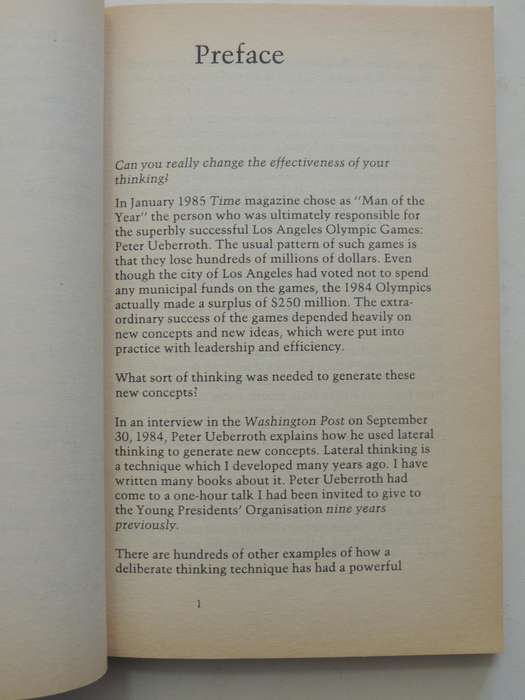 Preface
Can you really change the effectiveness of your
thinking?
In January 1985 Time magazine chose as "Man of the
Year" the person who was ultimately responsible for
the superbly successful Los Angeles Olympic Games:
Peter Ueberroth. The usual pattern of such games is
that they lose hundreds of millions of dollars. Even
though the city of Los Angeles had voted not to spend
any municipal funds on the games, the 1984 Olympics
actually made a surplus of $250 million. The extra-
ordinary success of the games depended heavily on
new concepts and new ideas, which were put into
practice with leadership and efficiency.
What sort of thinking was needed to generate these
new concepts?
In an interview in the Washington Post on September
30, 1984, Peter Ueberroth explains how he used lateral
thinking to generate new concepts. Lateral thinking is
a technique which I developed many years ago. I have
written many books about it. Peter Ueberroth had
come to a one-hour talk I had been invited to give to
the Young Presidents' Organisation nine years
previously.
There are hundreds of other examples of how a
deliberate thinking technique has had a powerful
1